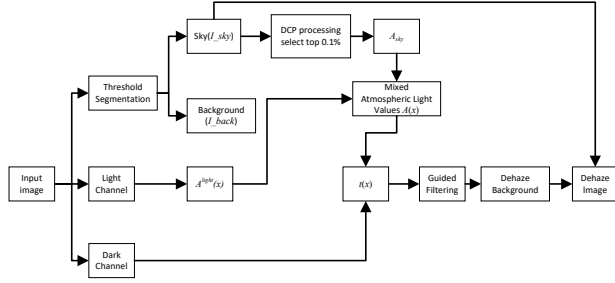 Sky(I_sky)
DCP processing
select top 0.1%
A_sky
Threshold
Segmentation
Background
(I_back)
Mixed
Atmospheric Light
Values A(x)
Input
image
Light
Channel
A^light(x)
t(x)
Guided
Filtering
Dehaze
Background
Dehaze
Image
Dark
Channel